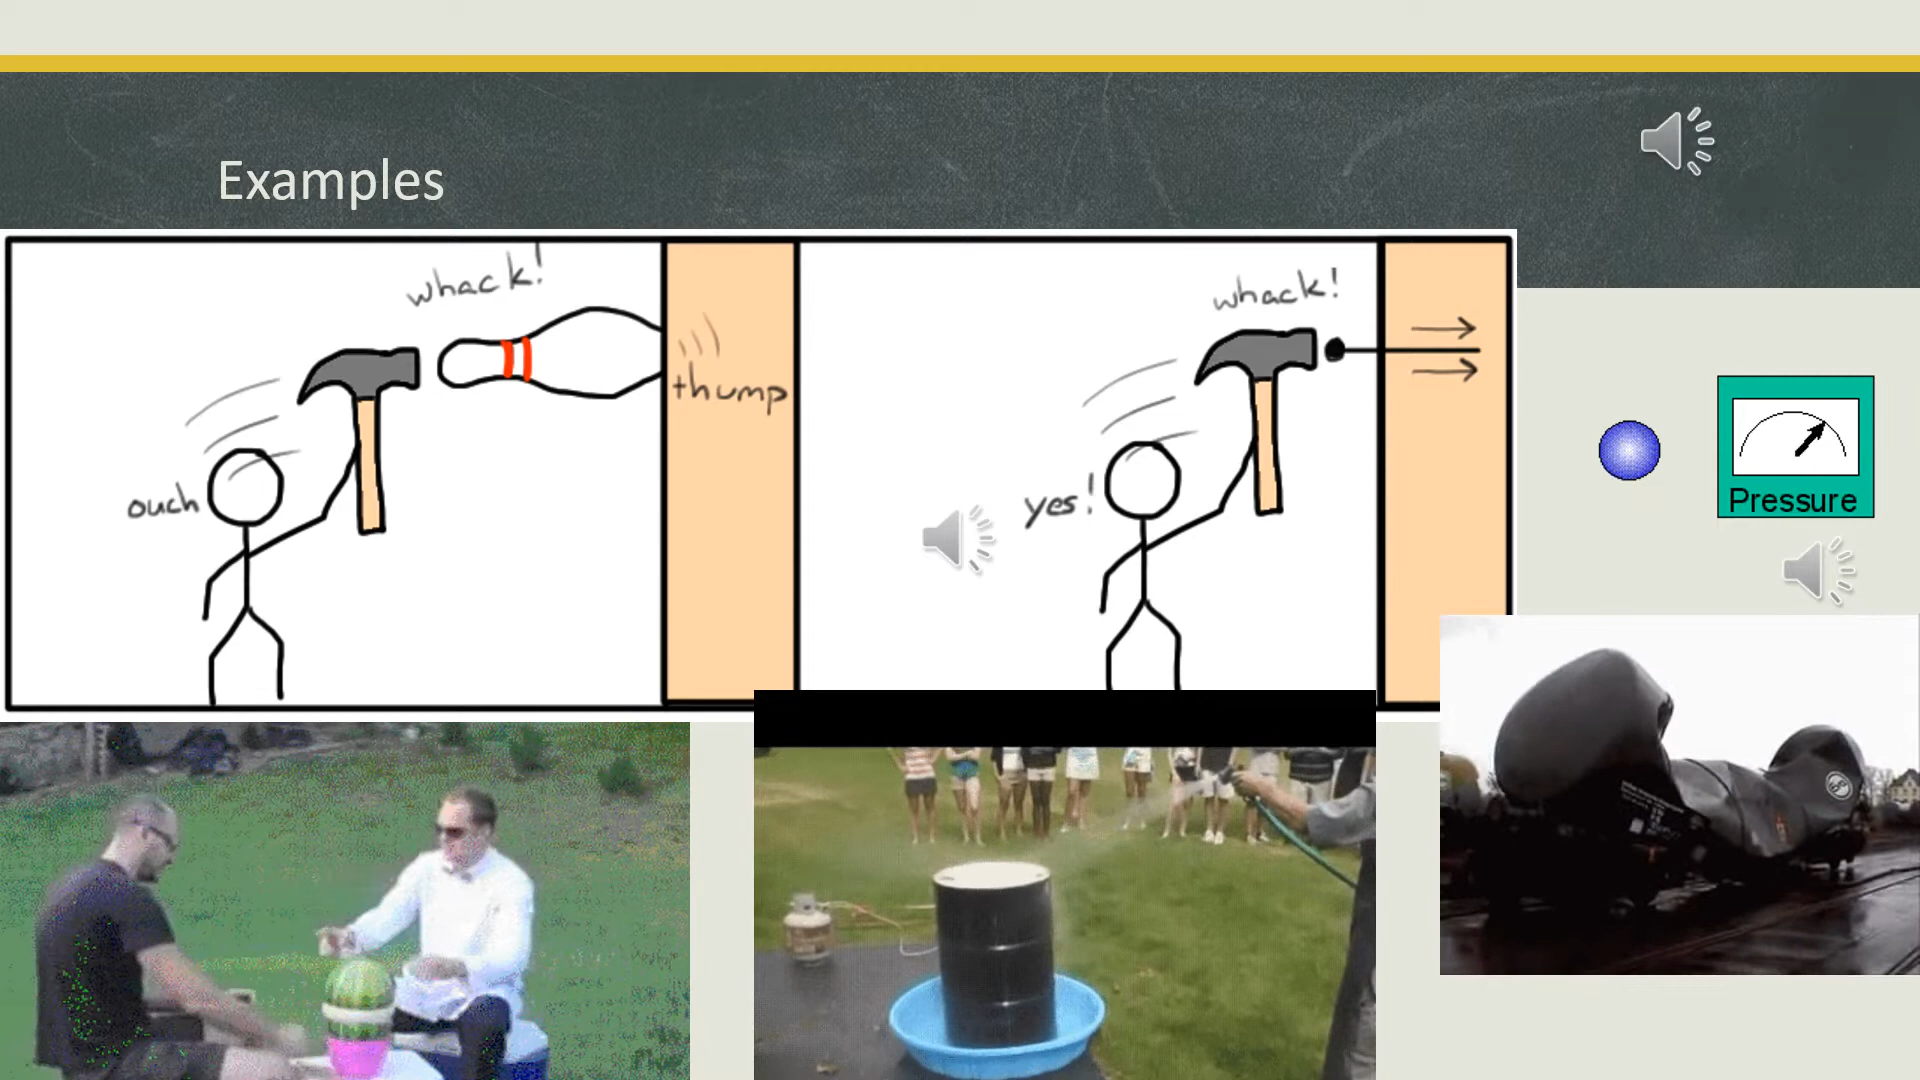 Examples
whack!
thump
ouch
whack!
yes!
Pressure